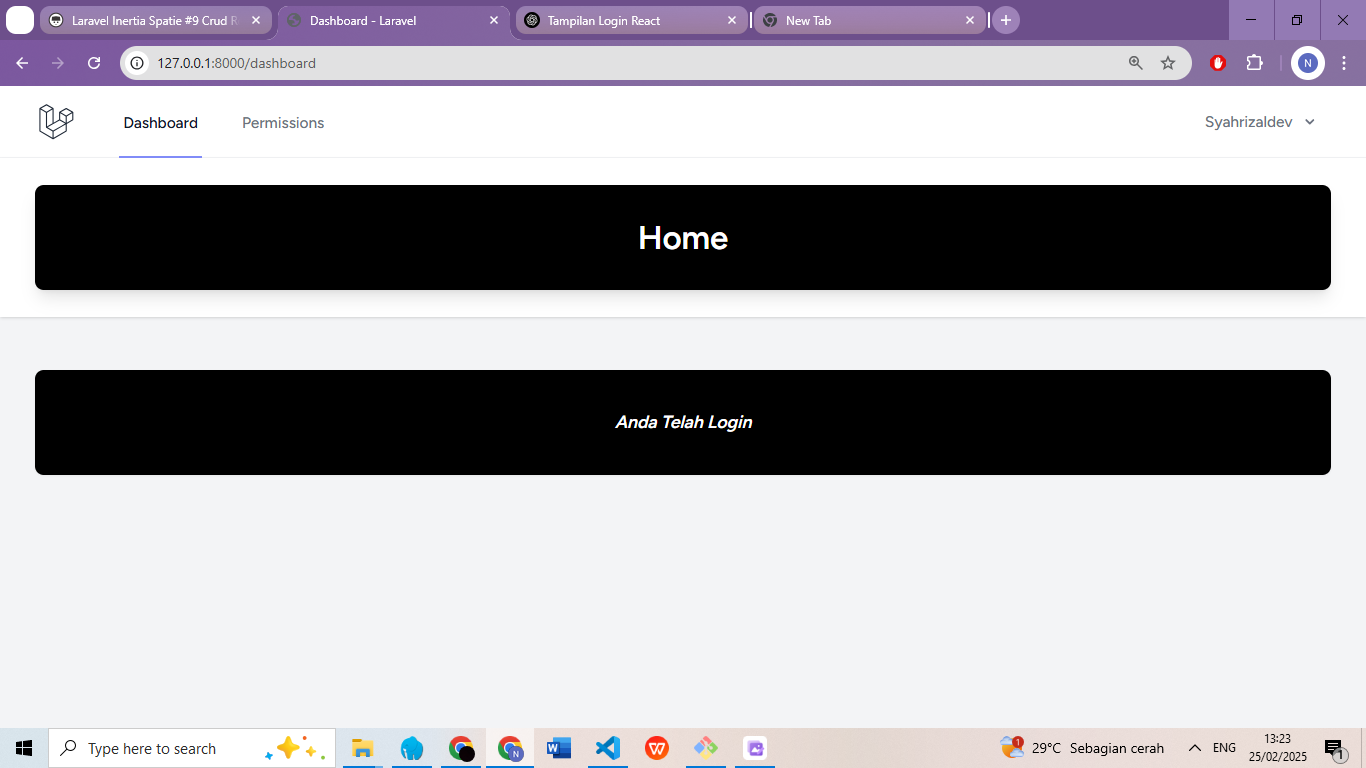 Laravel Inertia Spatie #9 Crud R
Dashboard - Laravel
Tampilan Login React
New Tab
127.0.0.1:8000/dashboard
N
Dashboard
Permissions
Syahrizaldev
Home
Anda Telah Login
Type here to search
N
W
1
29°C Sebagian cerah
ENG
13:23
25/02/2025
1